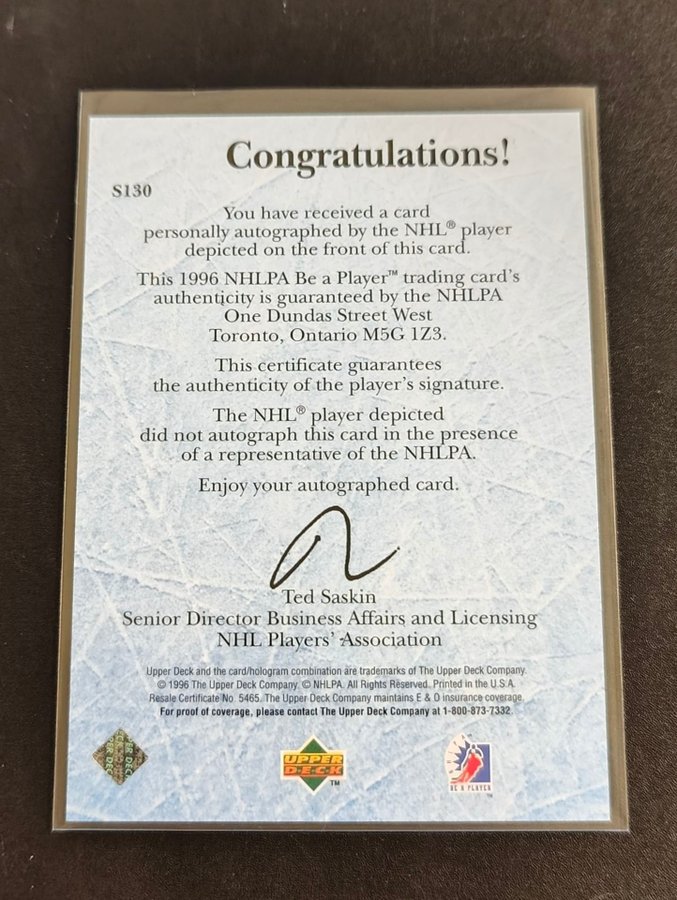 Congratulations!
S130
You have received a card
personally autographed by the NHL® player
depicted on the front of this card.
This 1996 NHLPA Be a Player™ trading card's
authenticity is guaranteed by the NHLPA
One Dundas Street West
Toronto, Ontario M5G 1Z3.
This certificate guarantees
the authenticity of the player's signature.
The NHL® player depicted
did not autograph this card in the presence
of a representative of the NHLPA.
Enjoy your autographed card.
Ted Saskin
Senior Director Business Affairs and Licensing
NHL Players' Association
Upper Deck and the card/hologram combination are trademarks of The Upper Deck Company.
© 1996 The Upper Deck Company. © NHLPA. All Rights Reserved. Printed in the U.S.A.
Resale Certificate No. 5465. The Upper Deck Company maintains E & O insurance coverage.
For proof of coverage, please contact The Upper Deck Company at 1-800-873-7332.
UPPER
DECK
TM
BE A PLAYER
TM